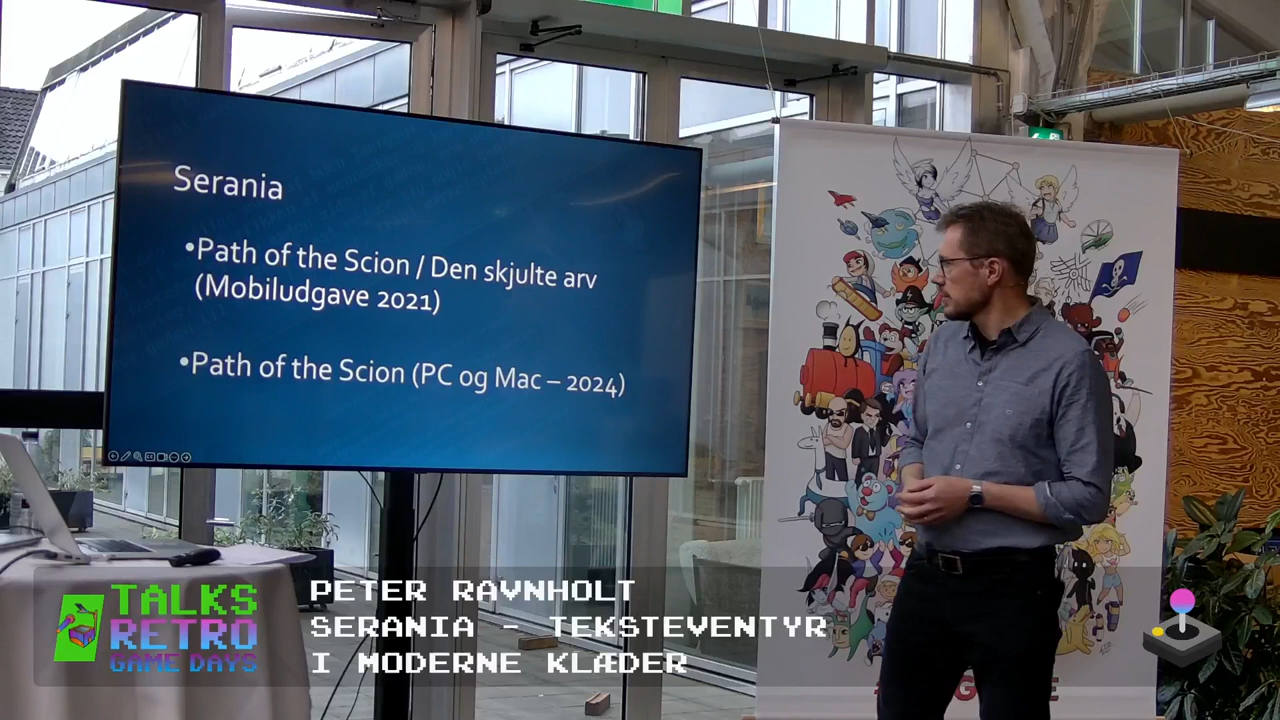 Serania
•Path of the Scion / Den skjulte arv
(Mobiludgave 2021)
•Path of the Scion (PC og Mac – 2024)
TALKS
RETRO
GAME DAYS
PETER RAVNHOLT
SERANIA - TEKSTEVENTYR
I MODERNE KLÆDER